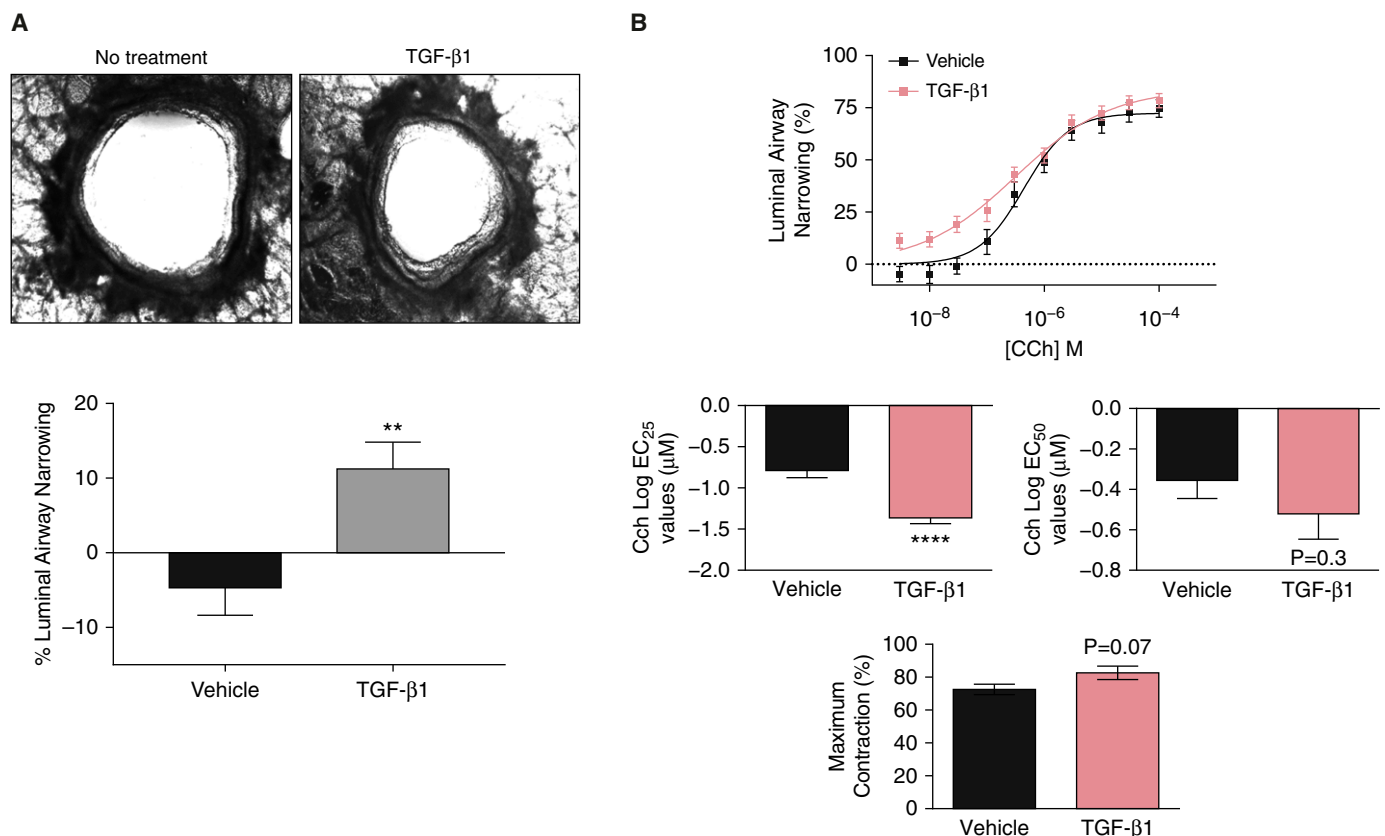 A
No treatment
TGF-β1
% Luminal Airway Narrowing
20
10
0
−10
**
Vehicle
TGF-β1
B
Luminal Airway
Narrowing (%)
100
75
50
25
0
Vehicle
TGF-β1
10⁻⁸
10⁻⁶
10⁻⁴
[CCh] M
Cch Log EC₂₅
values (μM)
0.0
−0.5
−1.0
−1.5
−2.0
****
Vehicle
TGF-β1
Cch Log EC₅₀
values (μM)
0.0
−0.2
−0.4
−0.6
−0.8
P=0.3
Vehicle
TGF-β1
Maximum
Contraction (%)
100
80
60
40
20
0
P=0.07
Vehicle
TGF-β1